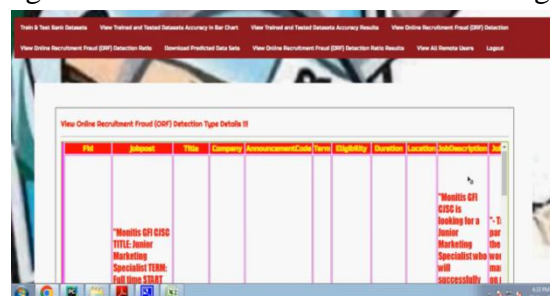 Train & Test Bank Datasets View Trained and Tested Datasets Accuracy in Bar Chart View Trained and Tested Datasets Accuracy Results View Online Recruitment Fraud (ORF) Detection
View Online Recruitment Fraud (ORF) Detection Ratio Download Predicted Data Sets View Online Recruitment Fraud (ORF) Detection Ratio Results View All Remote Users Logout
View Online Recruitment Fraud (ORF) Detection Type Details !!!
Fid jobpost Title Company AnnouncementCode Term Eligibility Duration Location JobDescription
"Monitis GFI CJSC
TITLE: Junior
Marketing
Specialist TERM:
Full time START
"Monitis GFI
CJSC is
looking for a
Junior
Marketing
Specialist who
will
successfully